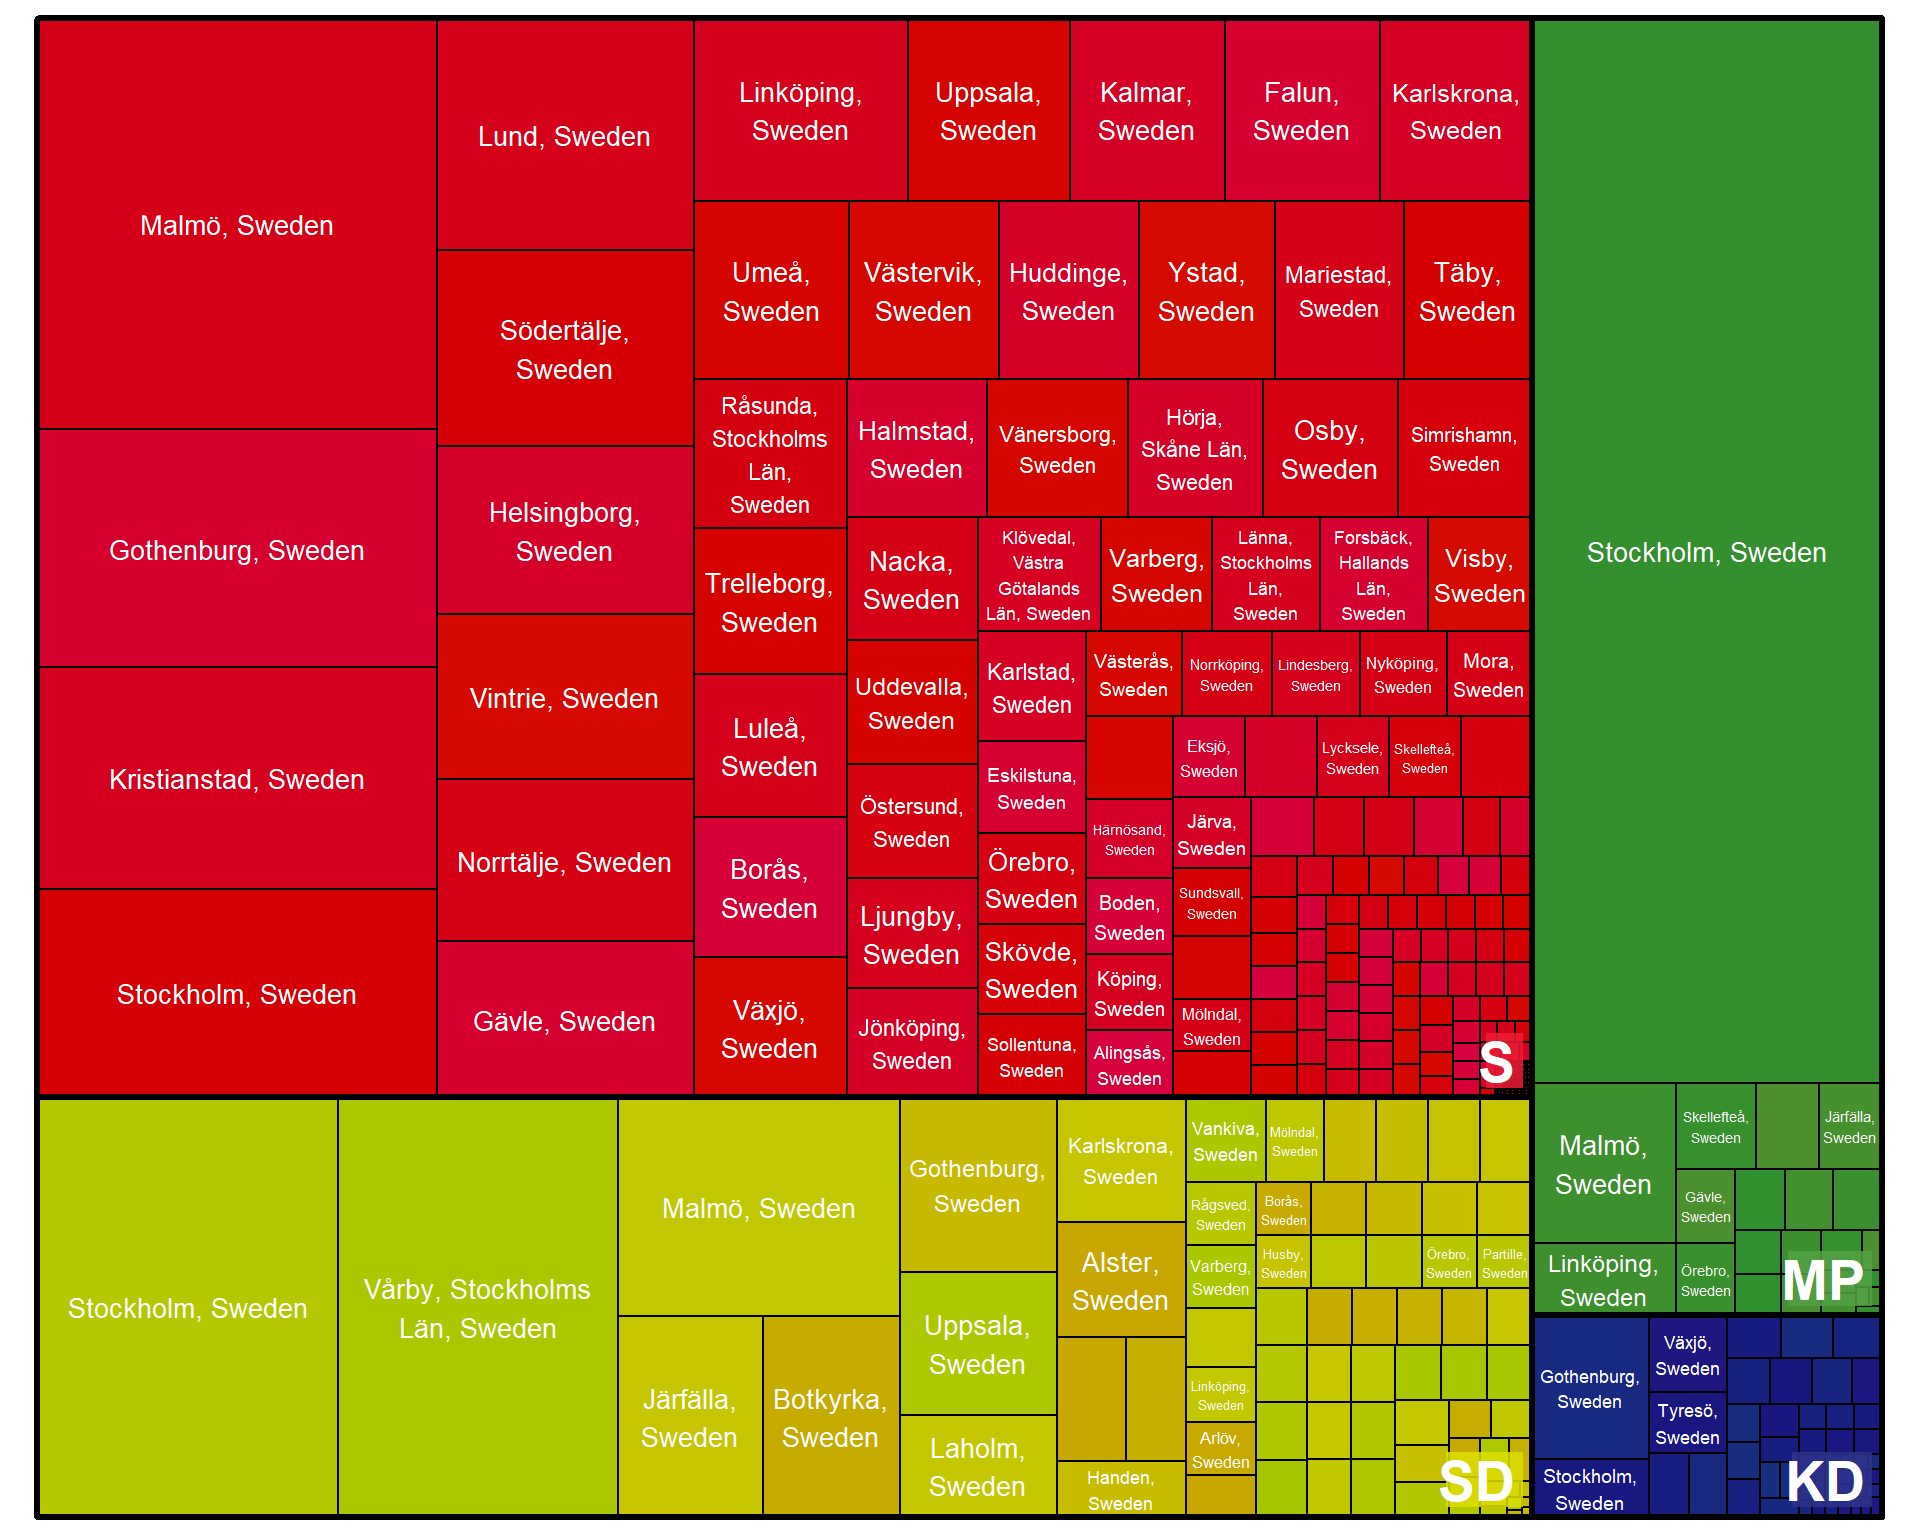 Malmö, Sweden
Gothenburg, Sweden
Kristianstad, Sweden
Stockholm, Sweden
Lund, Sweden
Södertälje,
Sweden
Helsingborg,
Sweden
Vintrie, Sweden
Norrtälje, Sweden
Gävle, Sweden
Linköping,
Sweden
Uppsala,
Sweden
Kalmar,
Sweden
Falun,
Sweden
Karlskrona,
Sweden
Umeå,
Sweden
Västervik,
Sweden
Huddinge,
Sweden
Ystad,
Sweden
Mariestad,
Sweden
Täby,
Sweden
Råsunda,
Stockholms
Län,
Sweden
Trelleborg,
Sweden
Luleå,
Sweden
Borås,
Sweden
Växjö,
Sweden
Halmstad,
Sweden
Vänersborg,
Sweden
Hörja,
Skåne Län,
Sweden
Osby,
Sweden
Simrishamn,
Sweden
Nacka,
Sweden
Uddevalla,
Sweden
Östersund,
Sweden
Ljungby,
Sweden
Jönköping,
Sweden
Klövedal,
Västra
Götalands
Län, Sweden
Varberg,
Sweden
Länna,
Stockholms
Län,
Sweden
Forsbäck,
Hallands
Län,
Sweden
Visby,
Sweden
Karlstad,
Sweden
Eskilstuna,
Sweden
Örebro,
Sweden
Skövde,
Sweden
Sollentuna,
Sweden
Västerås,
Sweden
Norrköping,
Sweden
Lindesberg,
Sweden
Nyköping,
Sweden
Mora,
Sweden
Härnösand,
Sweden
Boden,
Sweden
Köping,
Sweden
Alingsås,
Sweden
Eksjö,
Sweden
Lycksele,
Sweden
Skellefteå,
Sweden
Järva,
Sweden
Sundsvall,
Sweden
Mölndal,
Sweden
S
Stockholm, Sweden
Vårby, Stockholms
Län, Sweden
Malmö, Sweden
Järfälla,
Sweden
Botkyrka,
Sweden
Gothenburg,
Sweden
Uppsala,
Sweden
Laholm,
Sweden
Karlskrona,
Sweden
Alster,
Sweden
Handen,
Sweden
Vankiva,
Sweden
Mölndal,
Sweden
Rågsved,
Sweden
Borås,
Sweden
Varberg,
Sweden
Husby,
Sweden
Örebro,
Sweden
Partille,
Sweden
Linköping,
Sweden
Arlöv,
Sweden
SD
Stockholm, Sweden
Malmö,
Sweden
Linköping,
Sweden
Skellefteå,
Sweden
Järfälla,
Sweden
Gävle,
Sweden
Örebro,
Sweden
MP
Gothenburg,
Sweden
Stockholm,
Sweden
Växjö,
Sweden
Tyresö,
Sweden
KD